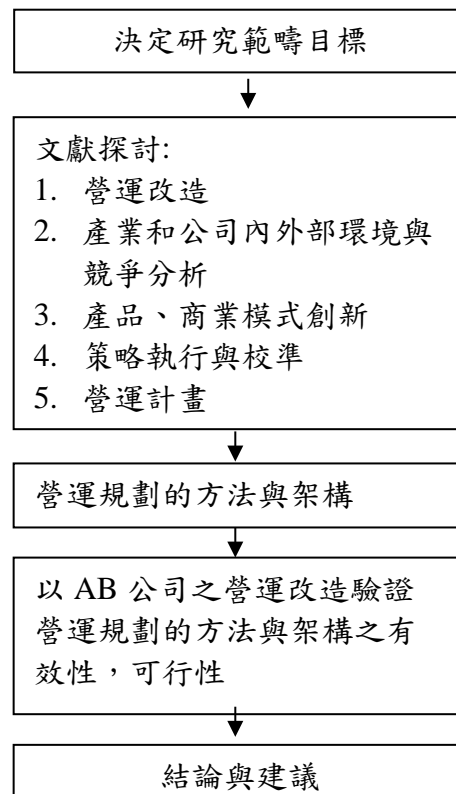 決定研究範疇目標
文獻探討:
1. 營運改造
2. 產業和公司內外部環境與
競爭分析
3. 產品、商業模式創新
4. 策略執行與校準
5. 營運計畫
營運規劃的方法與架構
以 AB 公司之營運改造驗證
營運規劃的方法與架構之有
效性，可行性
結論與建議